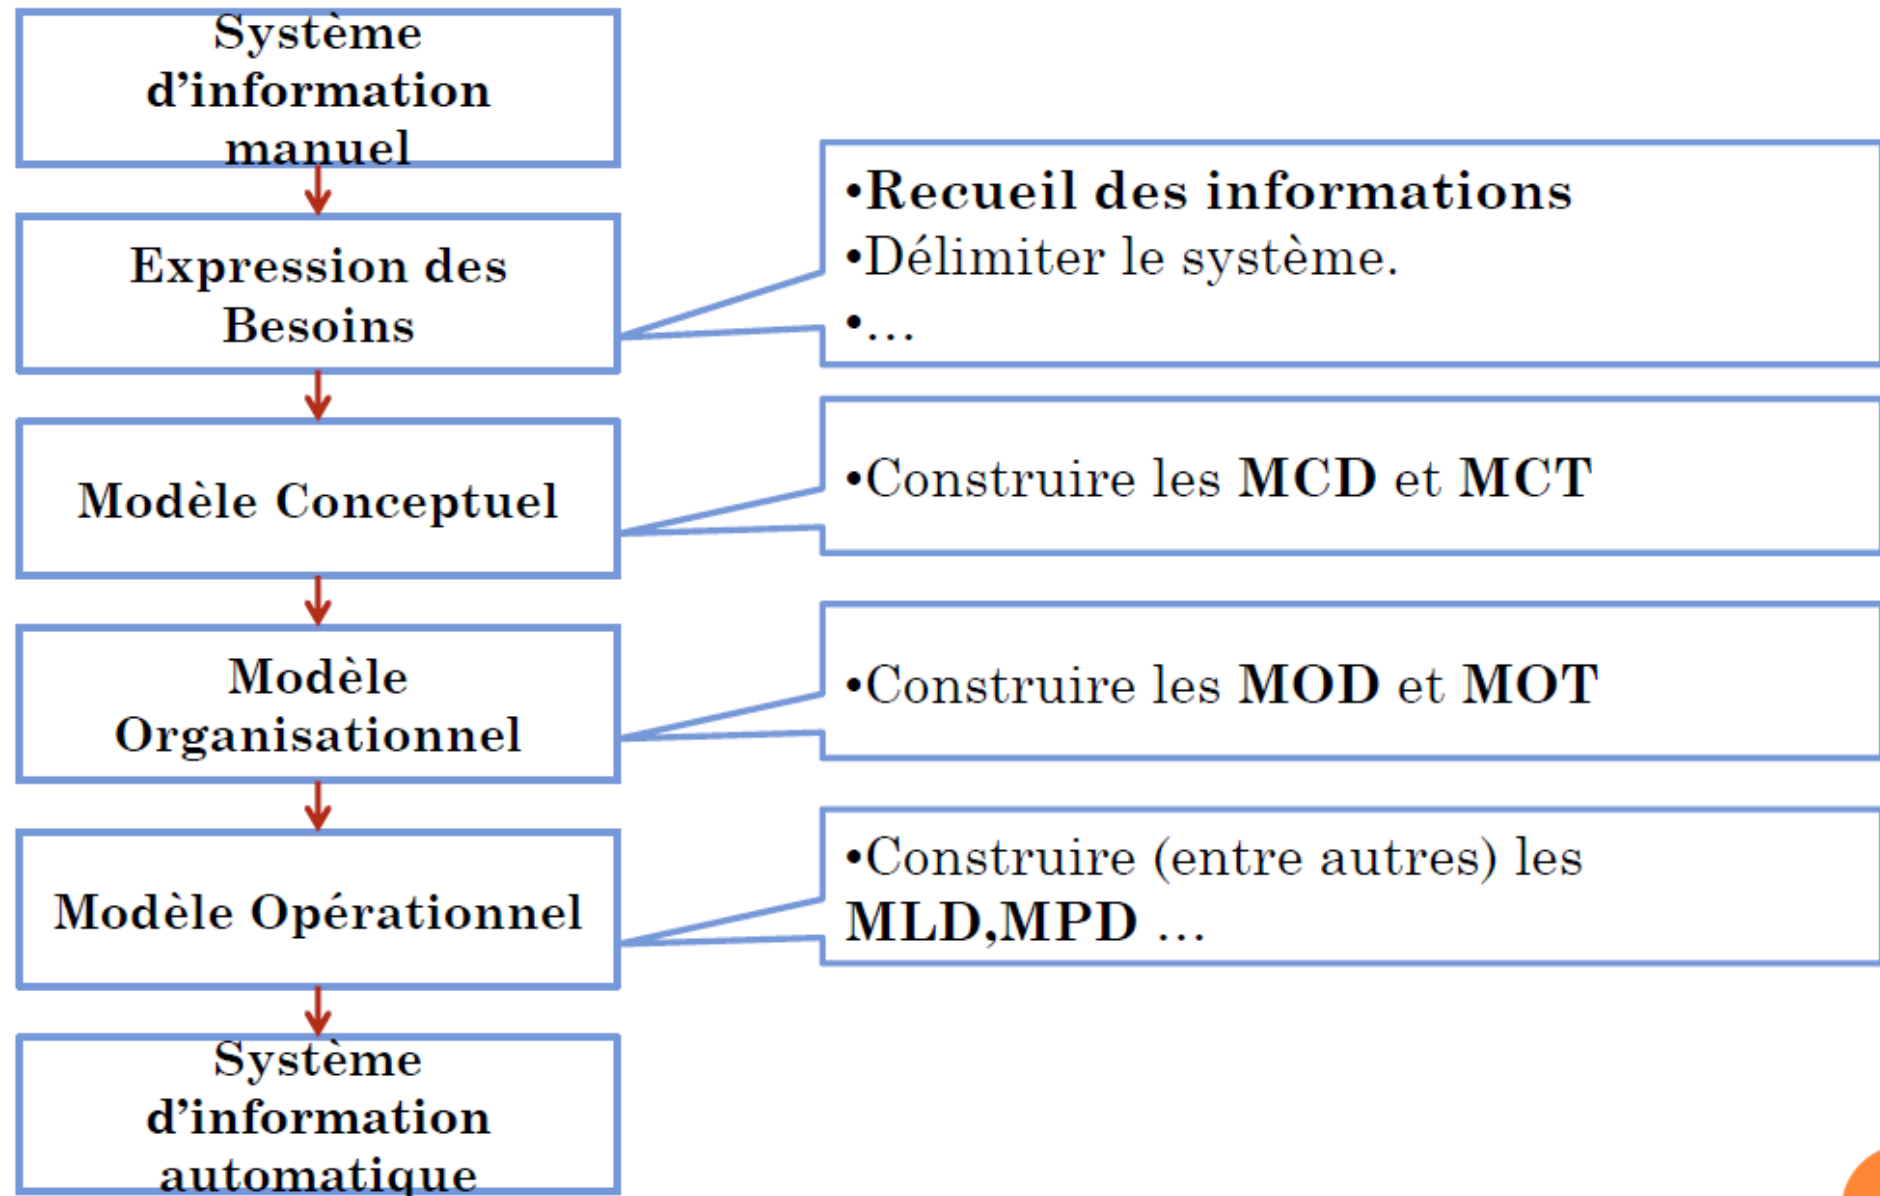 Système
d’information
manuel
Expression des
Besoins
•Recueil des informations
•Délimiter le système.
•...
Modèle Conceptuel
•Construire les MCD et MCT
Modèle
Organisationnel
•Construire les MOD et MOT
Modèle Opérationnel
•Construire (entre autres) les
MLD,MPD ...
Système
d’information
automatique